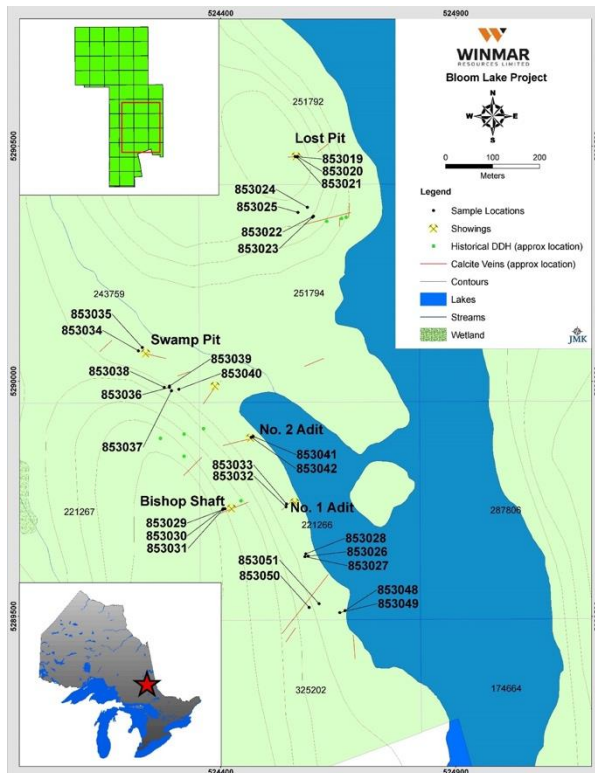 524400
524900
WINMAR
RESOURCES LIMITED
Bloom Lake Project
N
W E
S
0 100 200
Meters
Legend
Sample Locations
Showings
Historical DDH (approx location)
Calcite Veins (approx location)
Contours
Lakes
Streams
Wetland
JMK
5290500
5290500
251792
Lost Pit
853019
853020
853021
853024
853025
853022
853023
243759
251794
853035
853034
Swamp Pit
853039
853038
853040
853036
5290000
5290000
853037
No. 2 Adit
853041
853042
853033
853032
Bishop Shaft
No. 1 Adit
221267
853029
221266
287806
853030
853031
853028
853026
853051
853027
853050
853048
853049
5289500
5289500
325202
174664
524400
524900